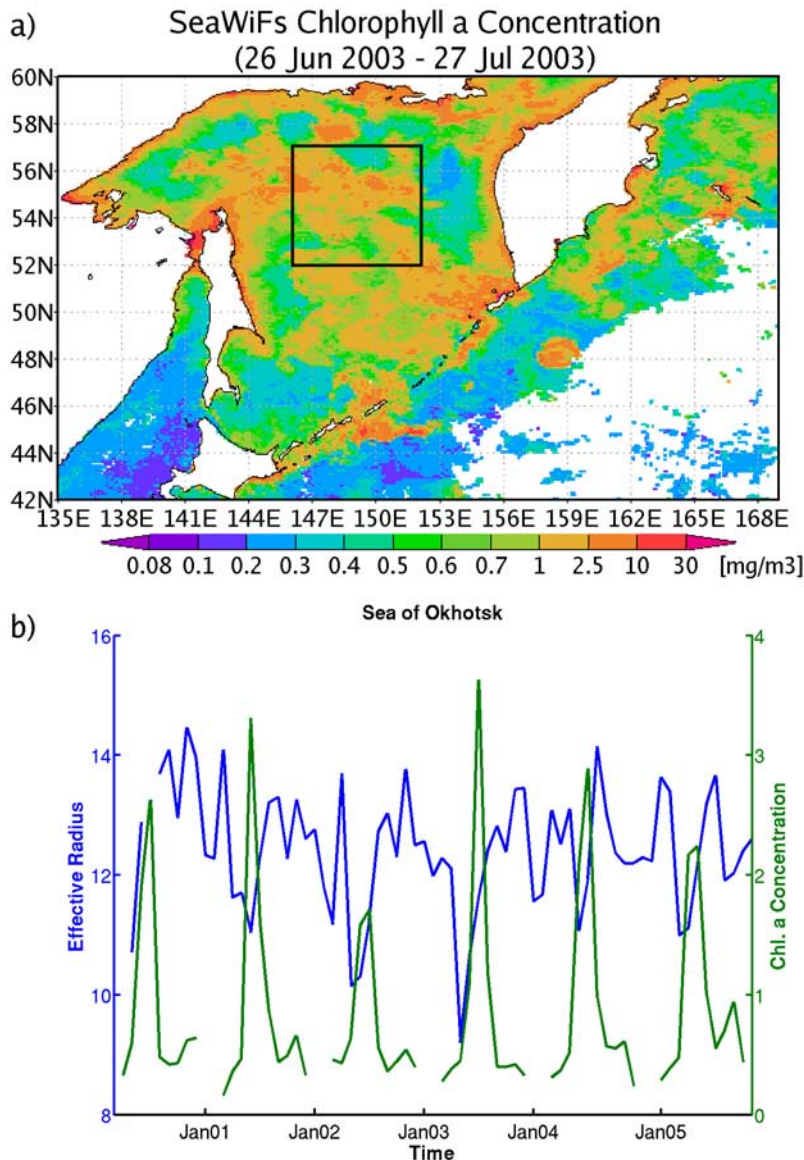 a) SeaWiFs Chlorophyll a Concentration
(26 Jun 2003 - 27 Jul 2003)
60N
58N
56N
54N
52N
50N
48N
46N
44N
42N
135E 138E 141E 144E 147E 150E 153E 156E 159E 162E 165E 168E
0.08 0.1 0.2 0.3 0.4 0.5 0.6 0.7 1 2.5 10 30 [mg/m3]
b) Sea of Okhotsk
16
14
12
10
8
Effective Radius
4
3
2
1
0
Chl. a Concentration
Jan01 Jan02 Jan03 Jan04 Jan05
Time